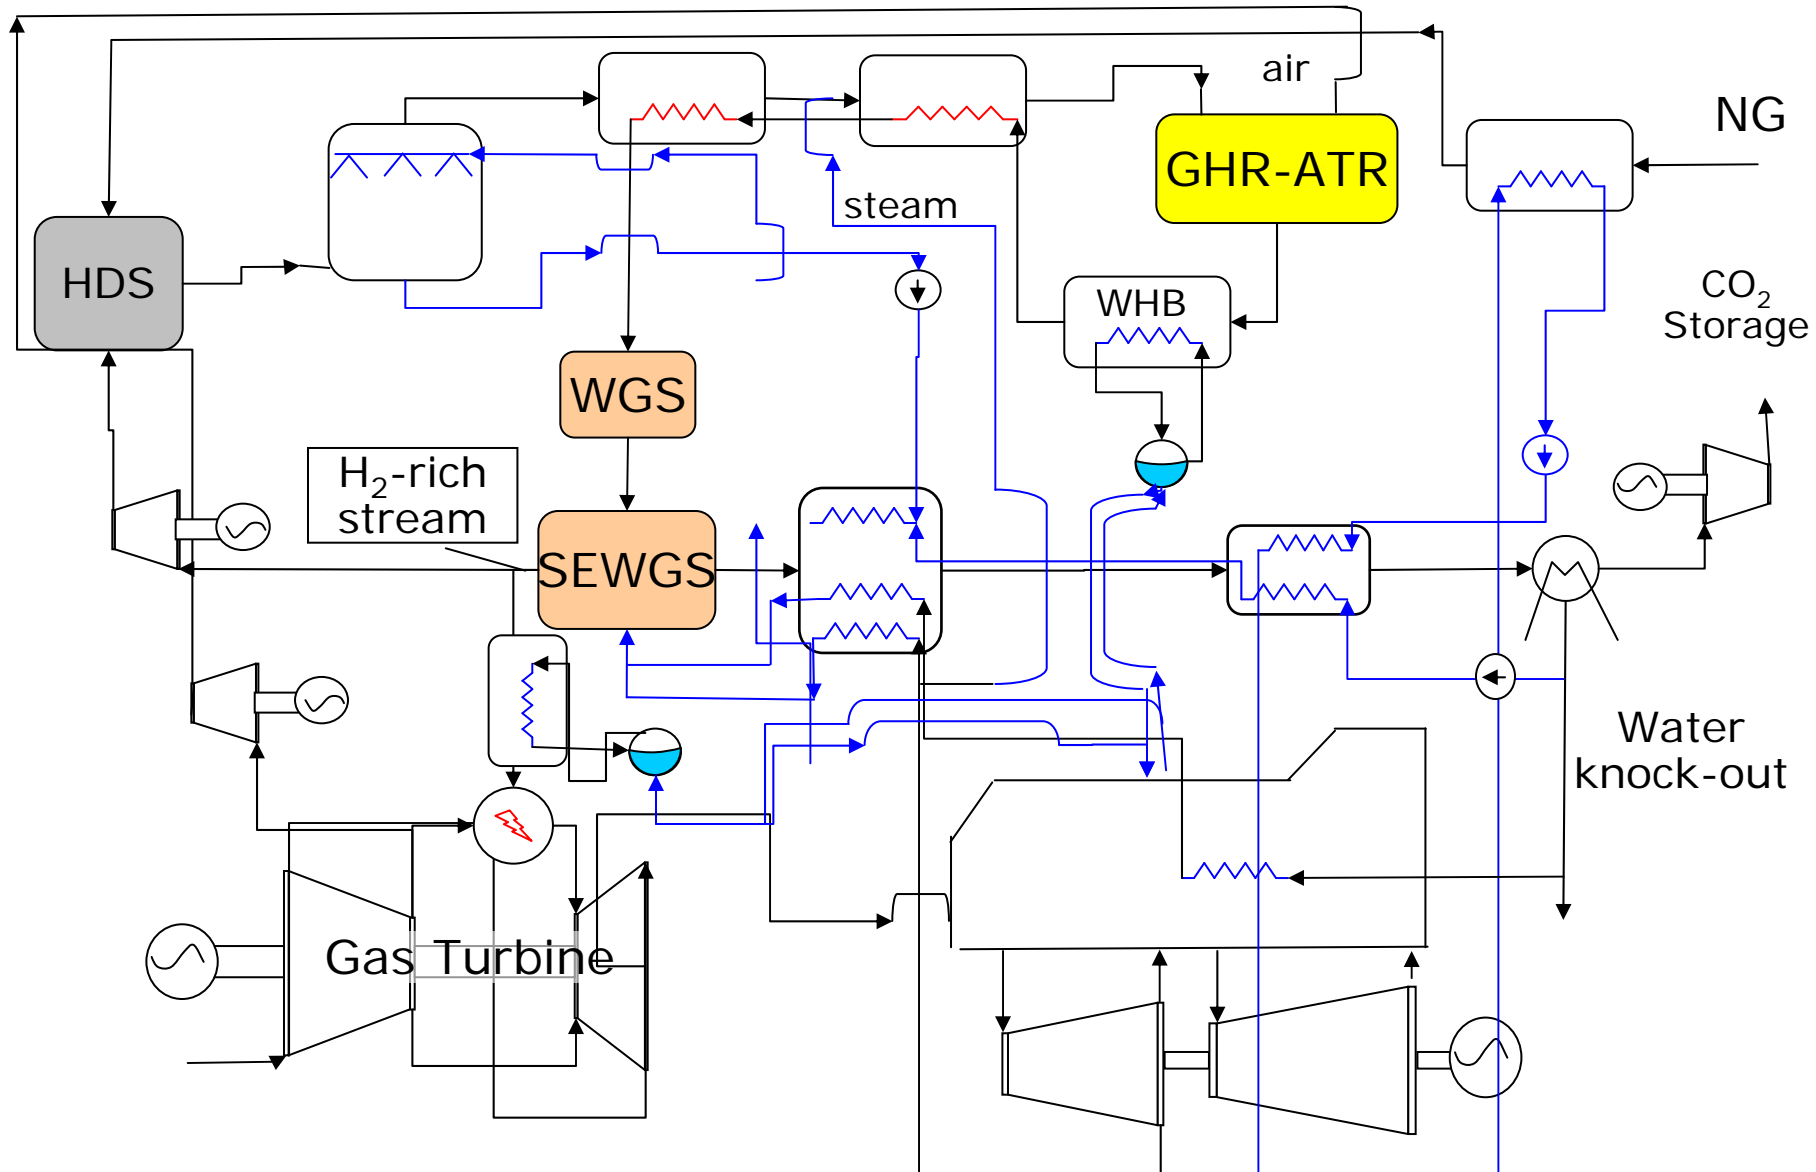 air
NG
GHR-ATR
steam
HDS
WHB
CO₂
Storage
WGS
H₂-rich
stream
SEWGS
Water
knock-out
Gas Turbine